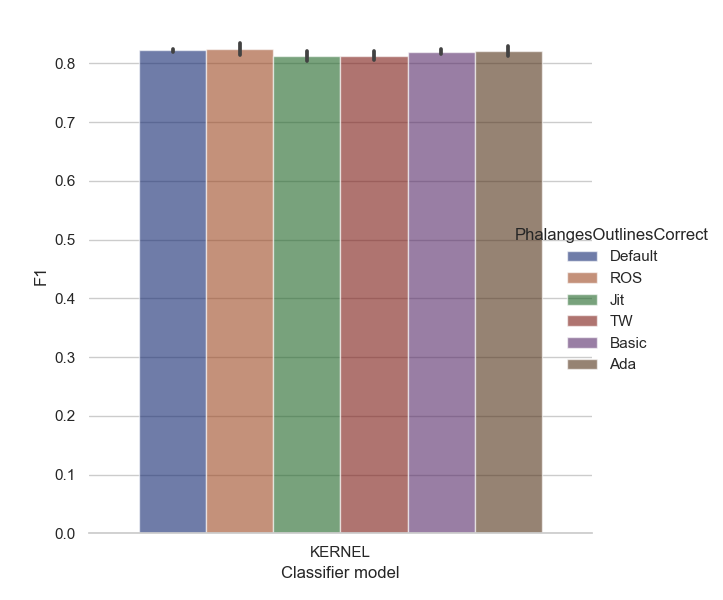 0.8
0.7
0.6
0.5
0.4
0.3
0.2
0.1
0.0
F1
KERNEL
Classifier model
PhalangesOutlinesCorrect
Default
ROS
Jit
TW
Basic
Ada